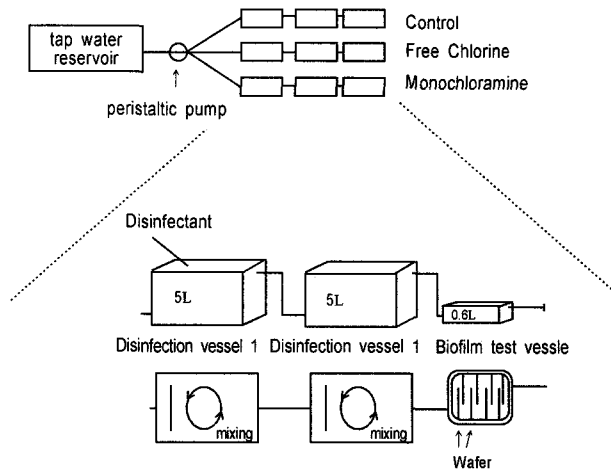 tap water
reservoir
Control
Free Chlorine
Monochloramine
peristaltic pump
Disinfectant
5L
5L
0.6L
Disinfection vessel 1
Disinfection vessel 1
Biofilm test vessle
mixing
mixing
Wafer